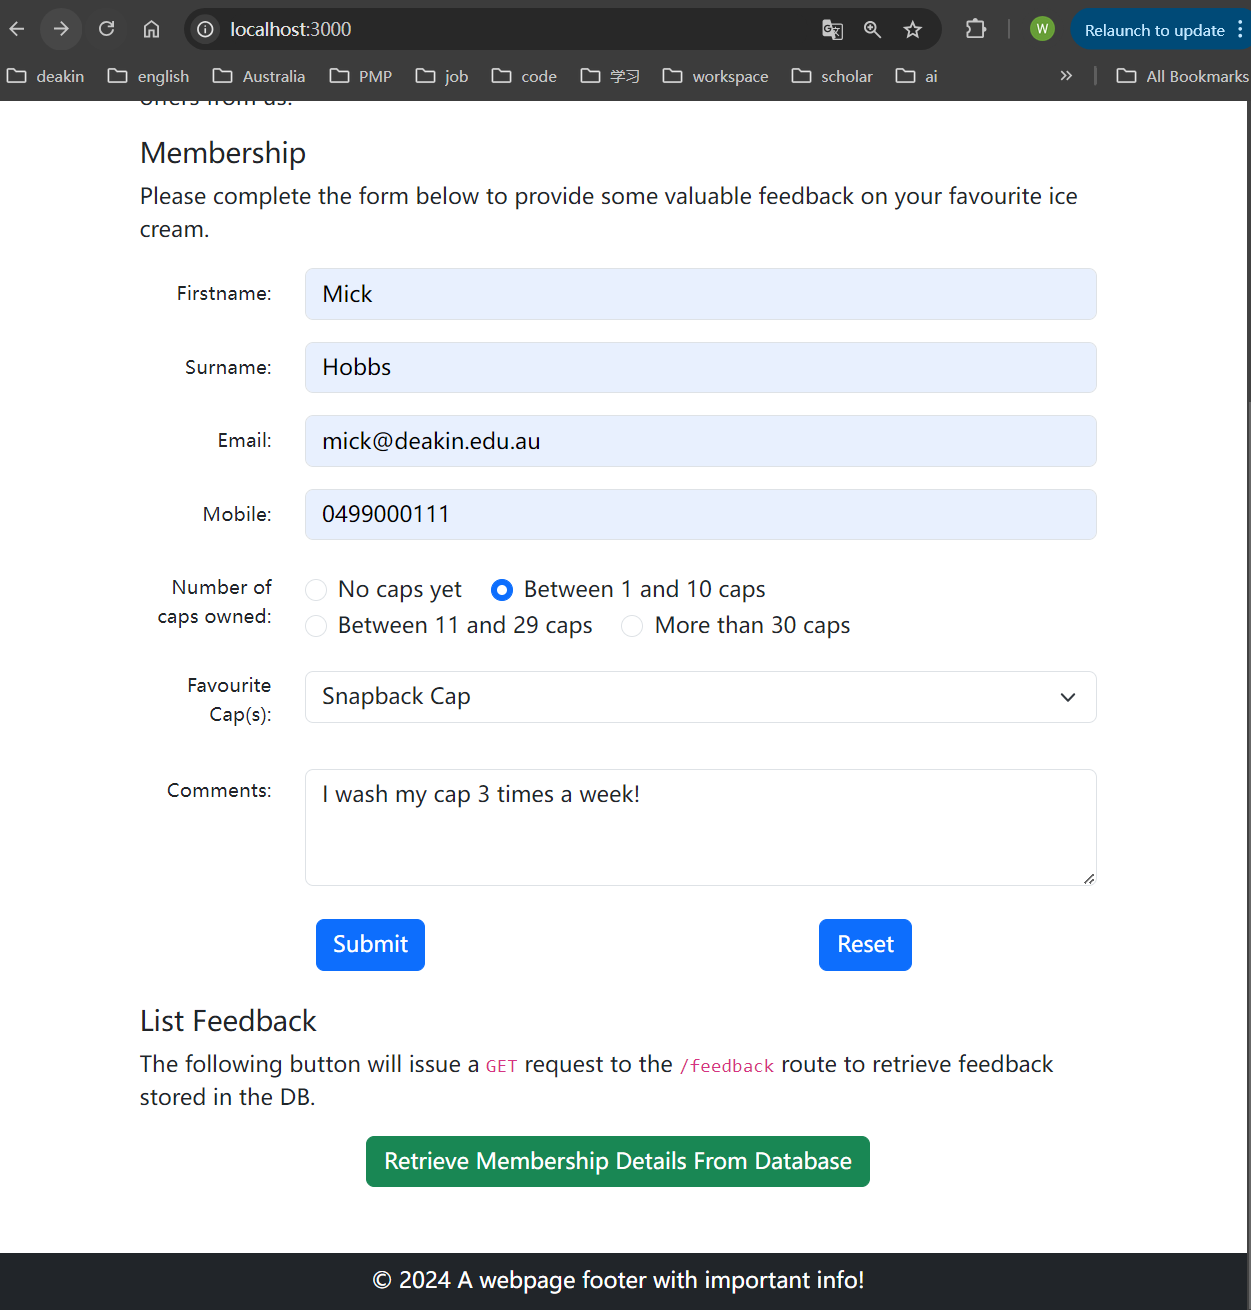 localhost:3000
W
Relaunch to update
deakin english Australia PMP job code 学习 workspace scholar ai » All Bookmarks
offers from us.
Membership
Please complete the form below to provide some valuable feedback on your favourite ice
cream.
Firstname: Mick
Surname: Hobbs
Email: mick@deakin.edu.au
Mobile: 0499000111
Number of
caps owned:
No caps yet Between 1 and 10 caps
Between 11 and 29 caps More than 30 caps
Favourite
Cap(s):
Snapback Cap
Comments: I wash my cap 3 times a week!
Submit Reset
List Feedback
The following button will issue a GET request to the /feedback route to retrieve feedback
stored in the DB.
Retrieve Membership Details From Database
© 2024 A webpage footer with important info!